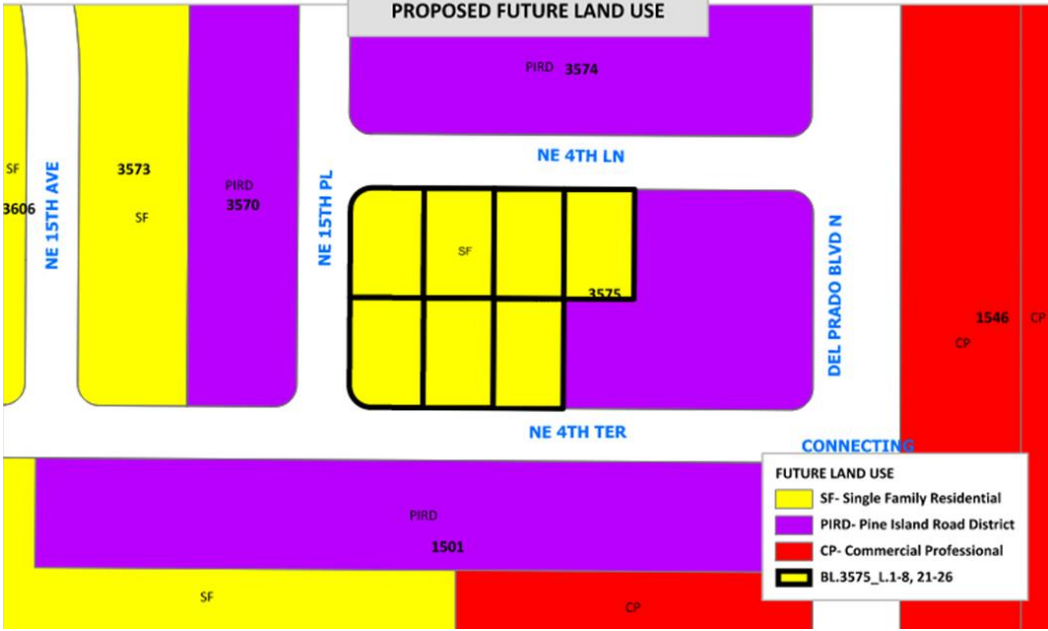 PROPOSED FUTURE LAND USE
PIRD 3574
NE 4TH LN
SF
3606
NE 15TH AVE
3573
SF
PIRD
3570
NE 15TH PL
SF
3575
DEL PRADO BLVD N
1546
CP
CP
NE 4TH TER
CONNECTING
PIRD
1501
SF
CP
FUTURE LAND USE
SF- Single Family Residential
PIRD- Pine Island Road District
CP- Commercial Professional
BL.3575_L.1-8, 21-26